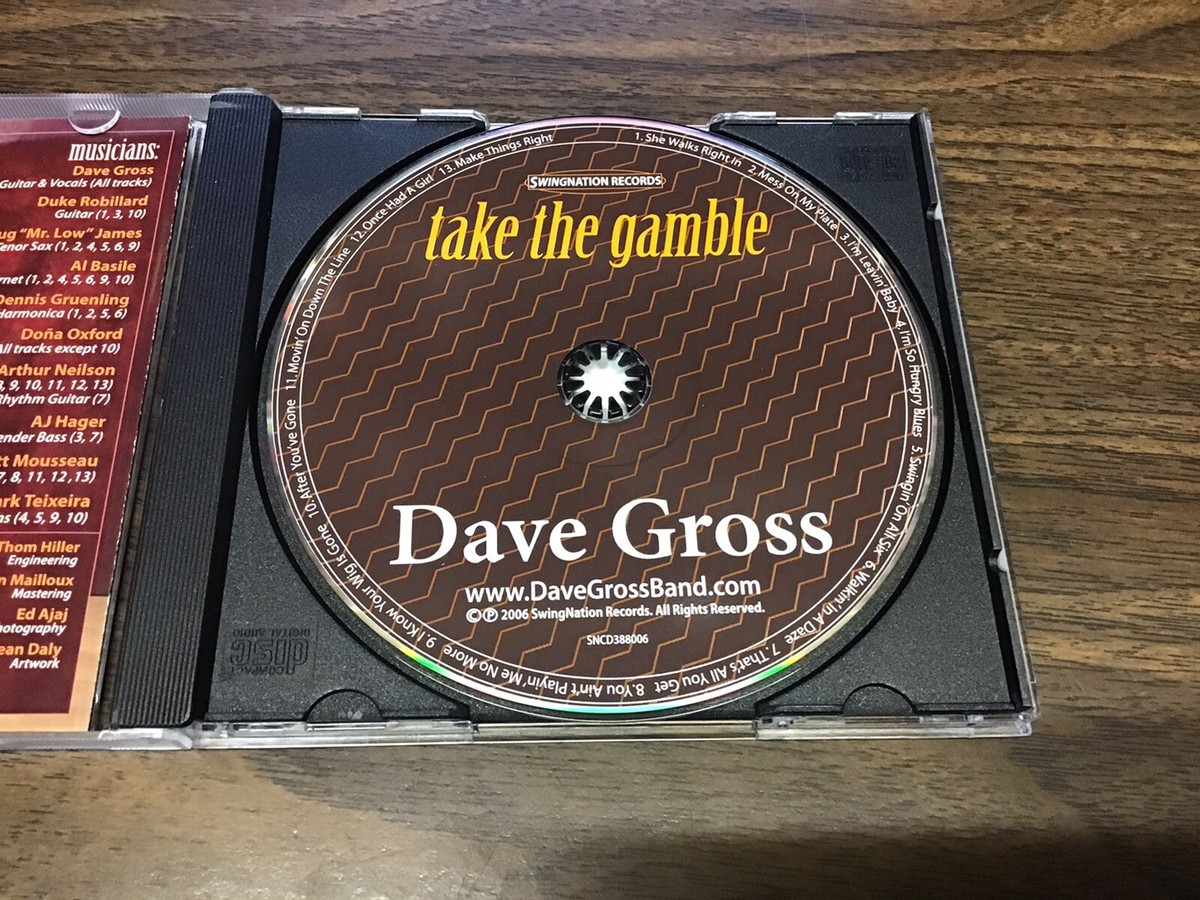 musicians:
Dave Gross
Guitar & Vocals (All tracks)
Duke Robillard
Guitar (1, 3, 10)
"Mr. Low" James
Sax (1, 2, 4, 5, 6, 9)
Al Basile
(1, 2, 4, 5, 6, 9, 10)
Dennis Gruenling
Harmonica (1, 2, 5, 6)
Doña Oxford
All tracks except 10)
Arthur Neilson
9, 10, 11, 12, 13)
Rhythm Guitar (7)
AJ Hager
Bass (3, 7)
Mousseau
8, 11, 12, 13)
Teixeira
(4, 5, 9, 10)
Thom Hiller
Engineering
Mailloux
Mastering
Ed Ajaj
Daly
Artwork
SWINGNATION RECORDS
take the gamble
Dave Gross
www.DaveGrossBand.com
©℗ 2006 SwingNation Records. All Rights Reserved.
SNCD388006
1. She Walks Right In 2. Mess On My Plate 3. I'm Leavin' Baby 4. I'm So Hungry Blues 5. Swingin' On All Six 6. Walkin' In A Daze 7. That's All You Get 8. You Ain't Playin' Me No More 9. I Know Your Wig Is Gone 10. After You've Gone 11. Movin' On Down The Line 12. Once Had A Girl 13. Make Things Right
COMPACT
disc
DIGITAL AUDIO